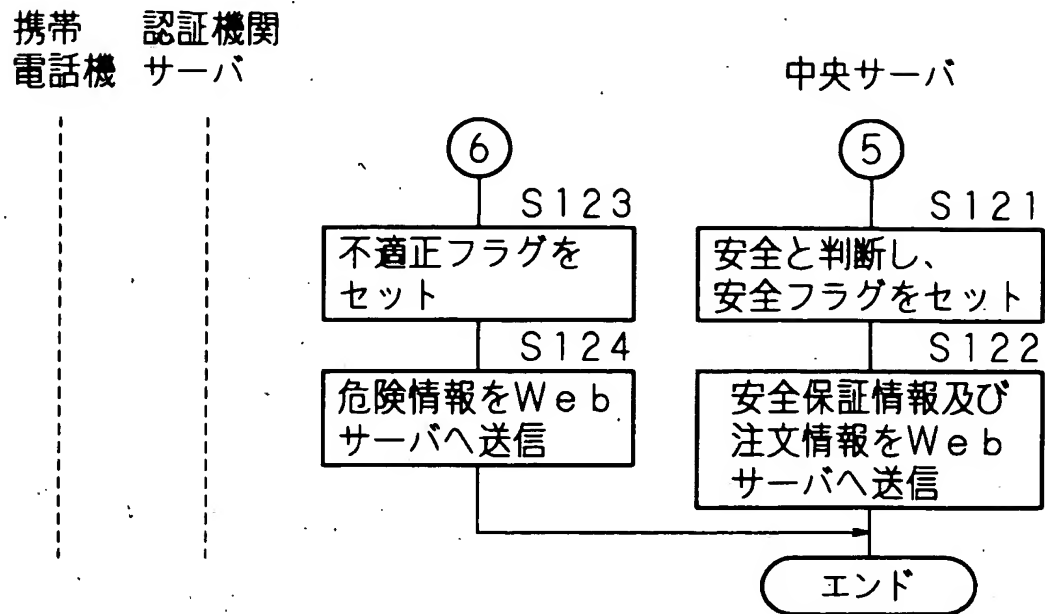 携帯 認証機関
電話機 サーバ
中央サーバ
6
5
S123
S121
不適正フラグを
セット
安全と判断し、
安全フラグをセット
S124
S122
危険情報をWeb
サーバへ送信
安全保証情報及び
注文情報をWeb
サーバへ送信
エンド